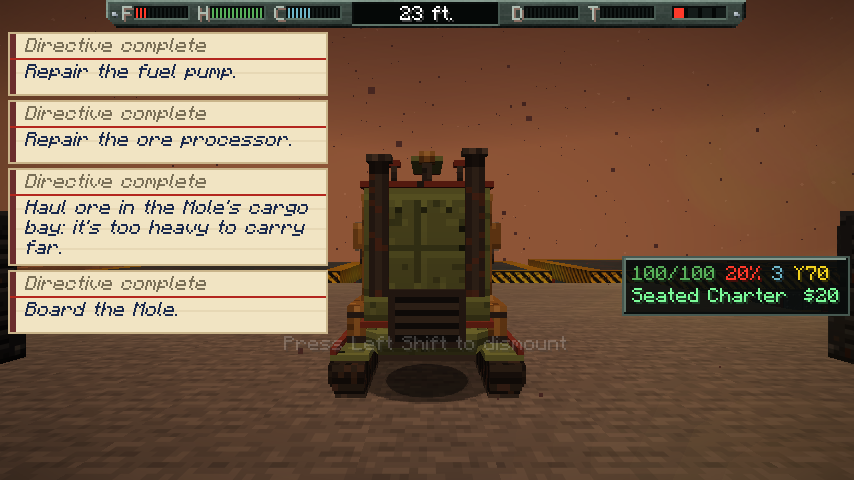 F H C 23 ft. D T
Directive complete
Repair the fuel pump.
Directive complete
Repair the ore processor.
Directive complete
Haul ore in the Mole's cargo
bay: it's too heavy to carry
far.
Directive complete
Board the Mole.
100/100 20% 3 Y70
Seated Charter $20
Press Left Shift to dismount